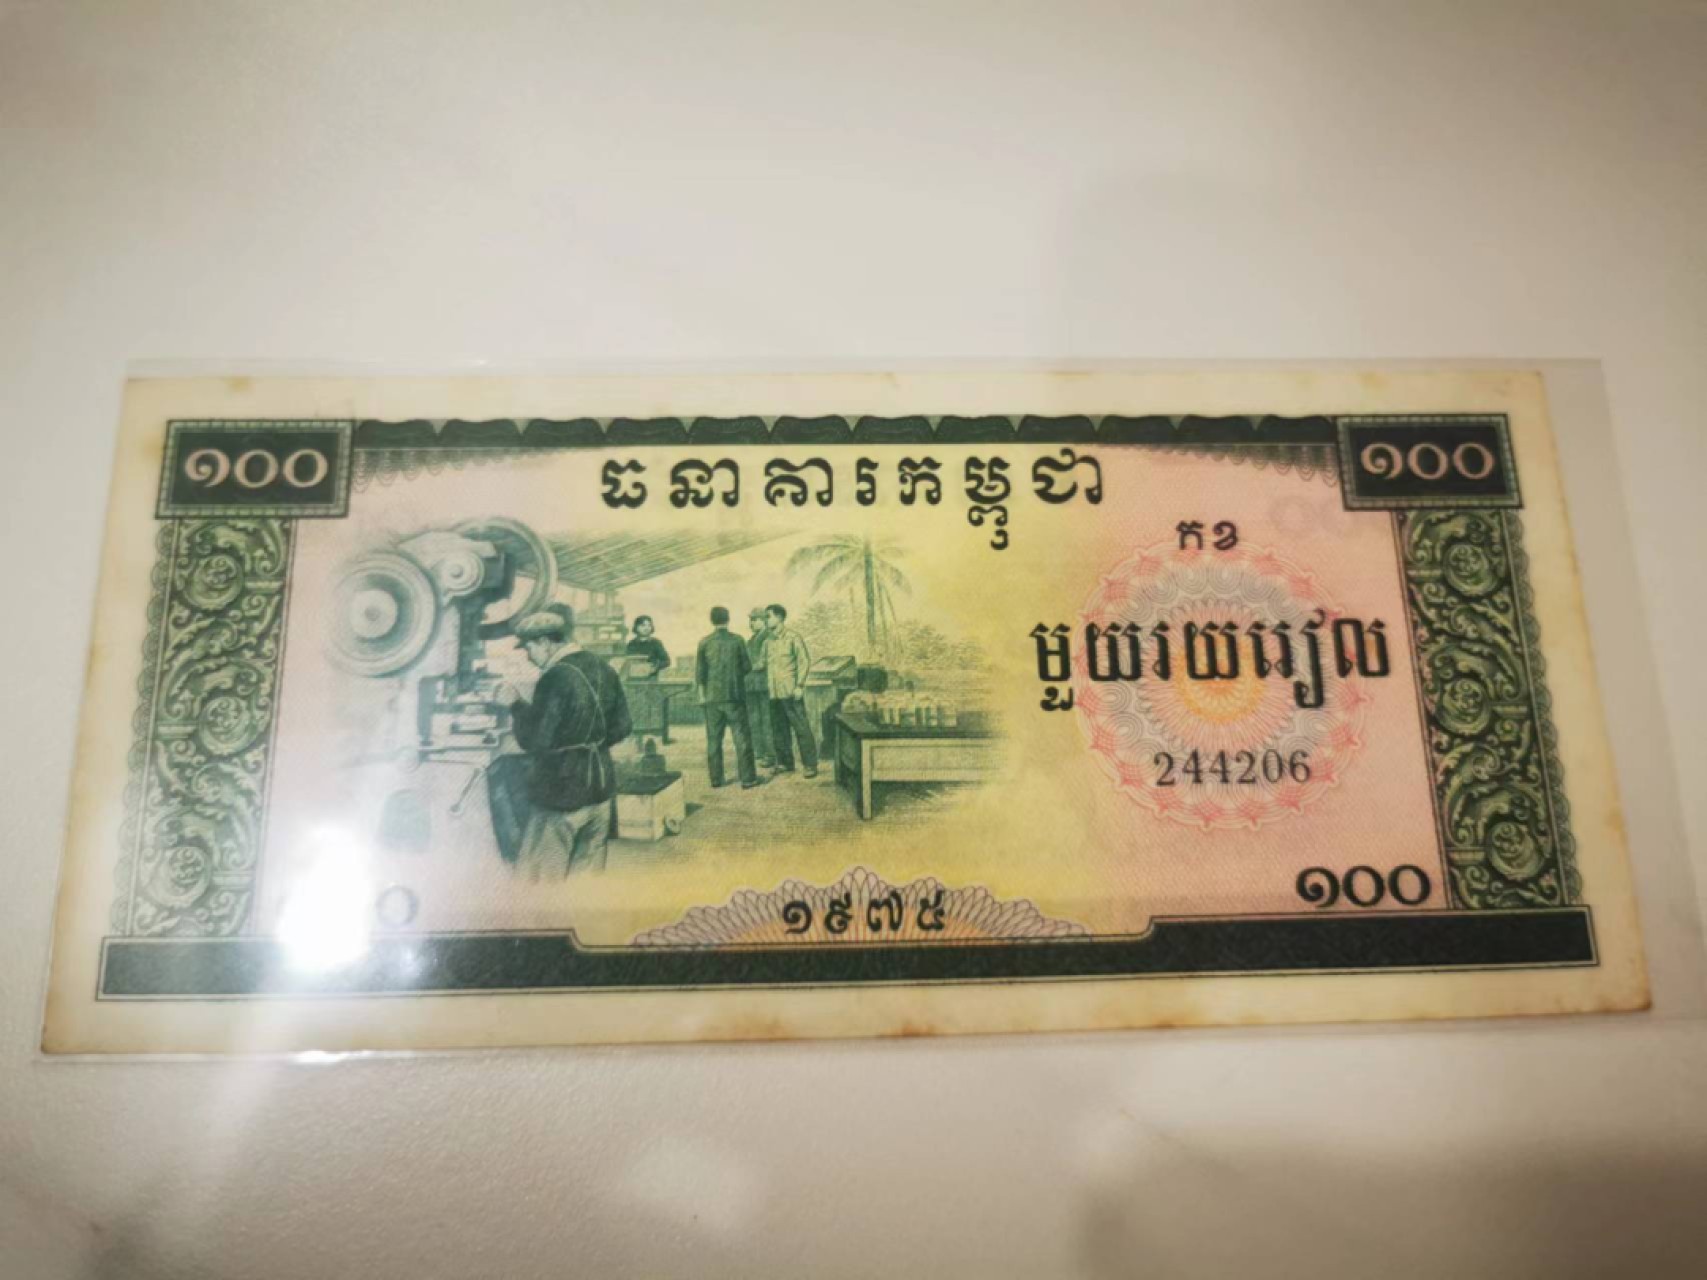 ១០០ ១០០
ធនាគារកម្ពុជា
កខ
មួយរយរៀល
244206
១០០
១៩៧៥